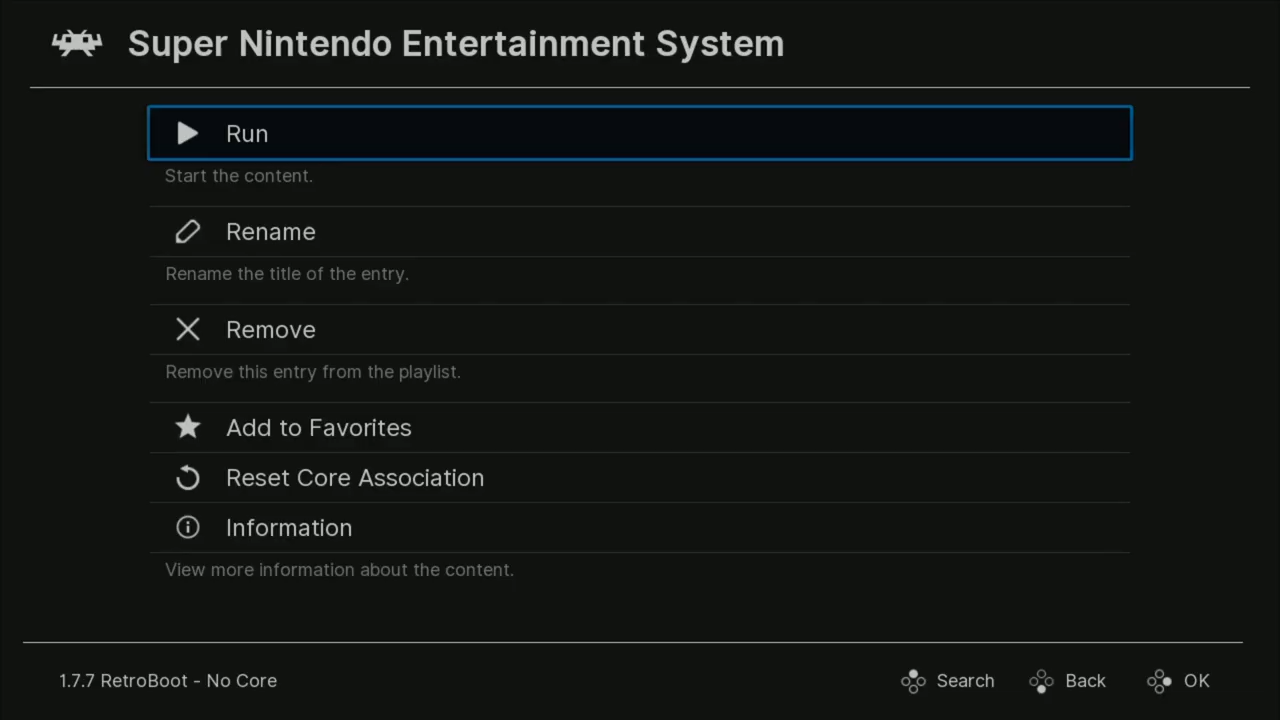 Super Nintendo Entertainment System
Run
Start the content.
Rename
Rename the title of the entry.
Remove
Remove this entry from the playlist.
Add to Favorites
Reset Core Association
Information
View more information about the content.
1.7.7 RetroBoot - No Core
Search
Back
OK